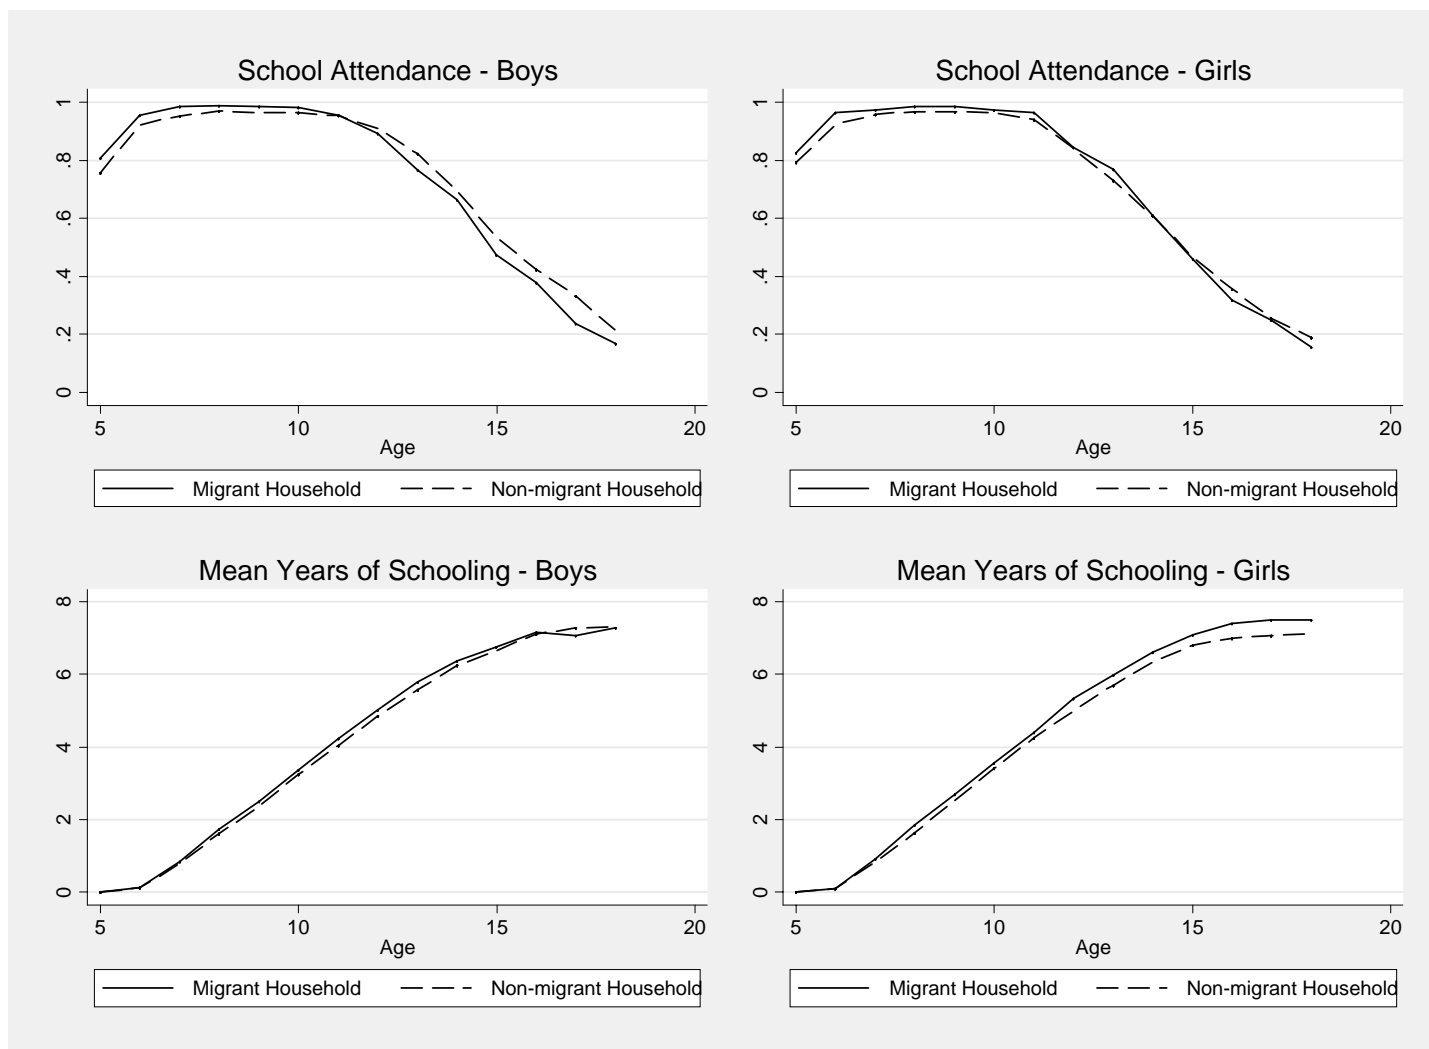 School Attendance - Boys
1
.8
.6
.4
.2
0
5 10 15 20
Age
Migrant Household Non-migrant Household
School Attendance - Girls
1
.8
.6
.4
.2
0
5 10 15 20
Age
Migrant Household Non-migrant Household
Mean Years of Schooling - Boys
8
6
4
2
0
5 10 15 20
Age
Migrant Household Non-migrant Household
Mean Years of Schooling - Girls
8
6
4
2
0
5 10 15 20
Age
Migrant Household Non-migrant Household